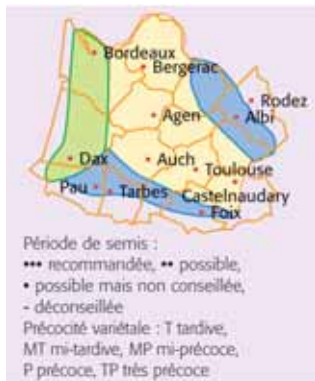 Bordeaux
Bergerac
Rodez
Agen
Albi
Dax
Auch
Toulouse
Pau
Tarbes
Castelnaudary
Foix
Période de semis :
••• recommandée, •• possible,
• possible mais non conseillée,
- déconseillée
Précocité variétale : T tardive,
MT mi-tardive, MP mi-précoce,
P précoce, TP très précoce